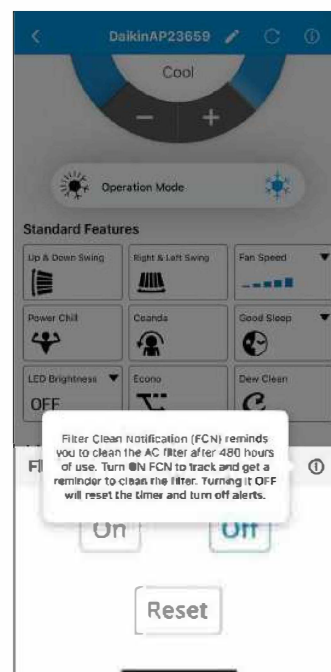 DaikinAP23659
Cool
Operation Mode
Standard Features
Up & Down Swing
Right & Left Swing
Fan Speed
Power Chill
Coanda
Good Sleep
LED Brightness
Econo
Dew Clean
OFF
Filter Clean Notification (FCN) reminds
you to clean the AC filter after 480 hours
of use. Turn ON FCN to track and get a
reminder to clean the filter. Turning it OFF
will reset the timer and turn off alerts.
On
Off
Reset